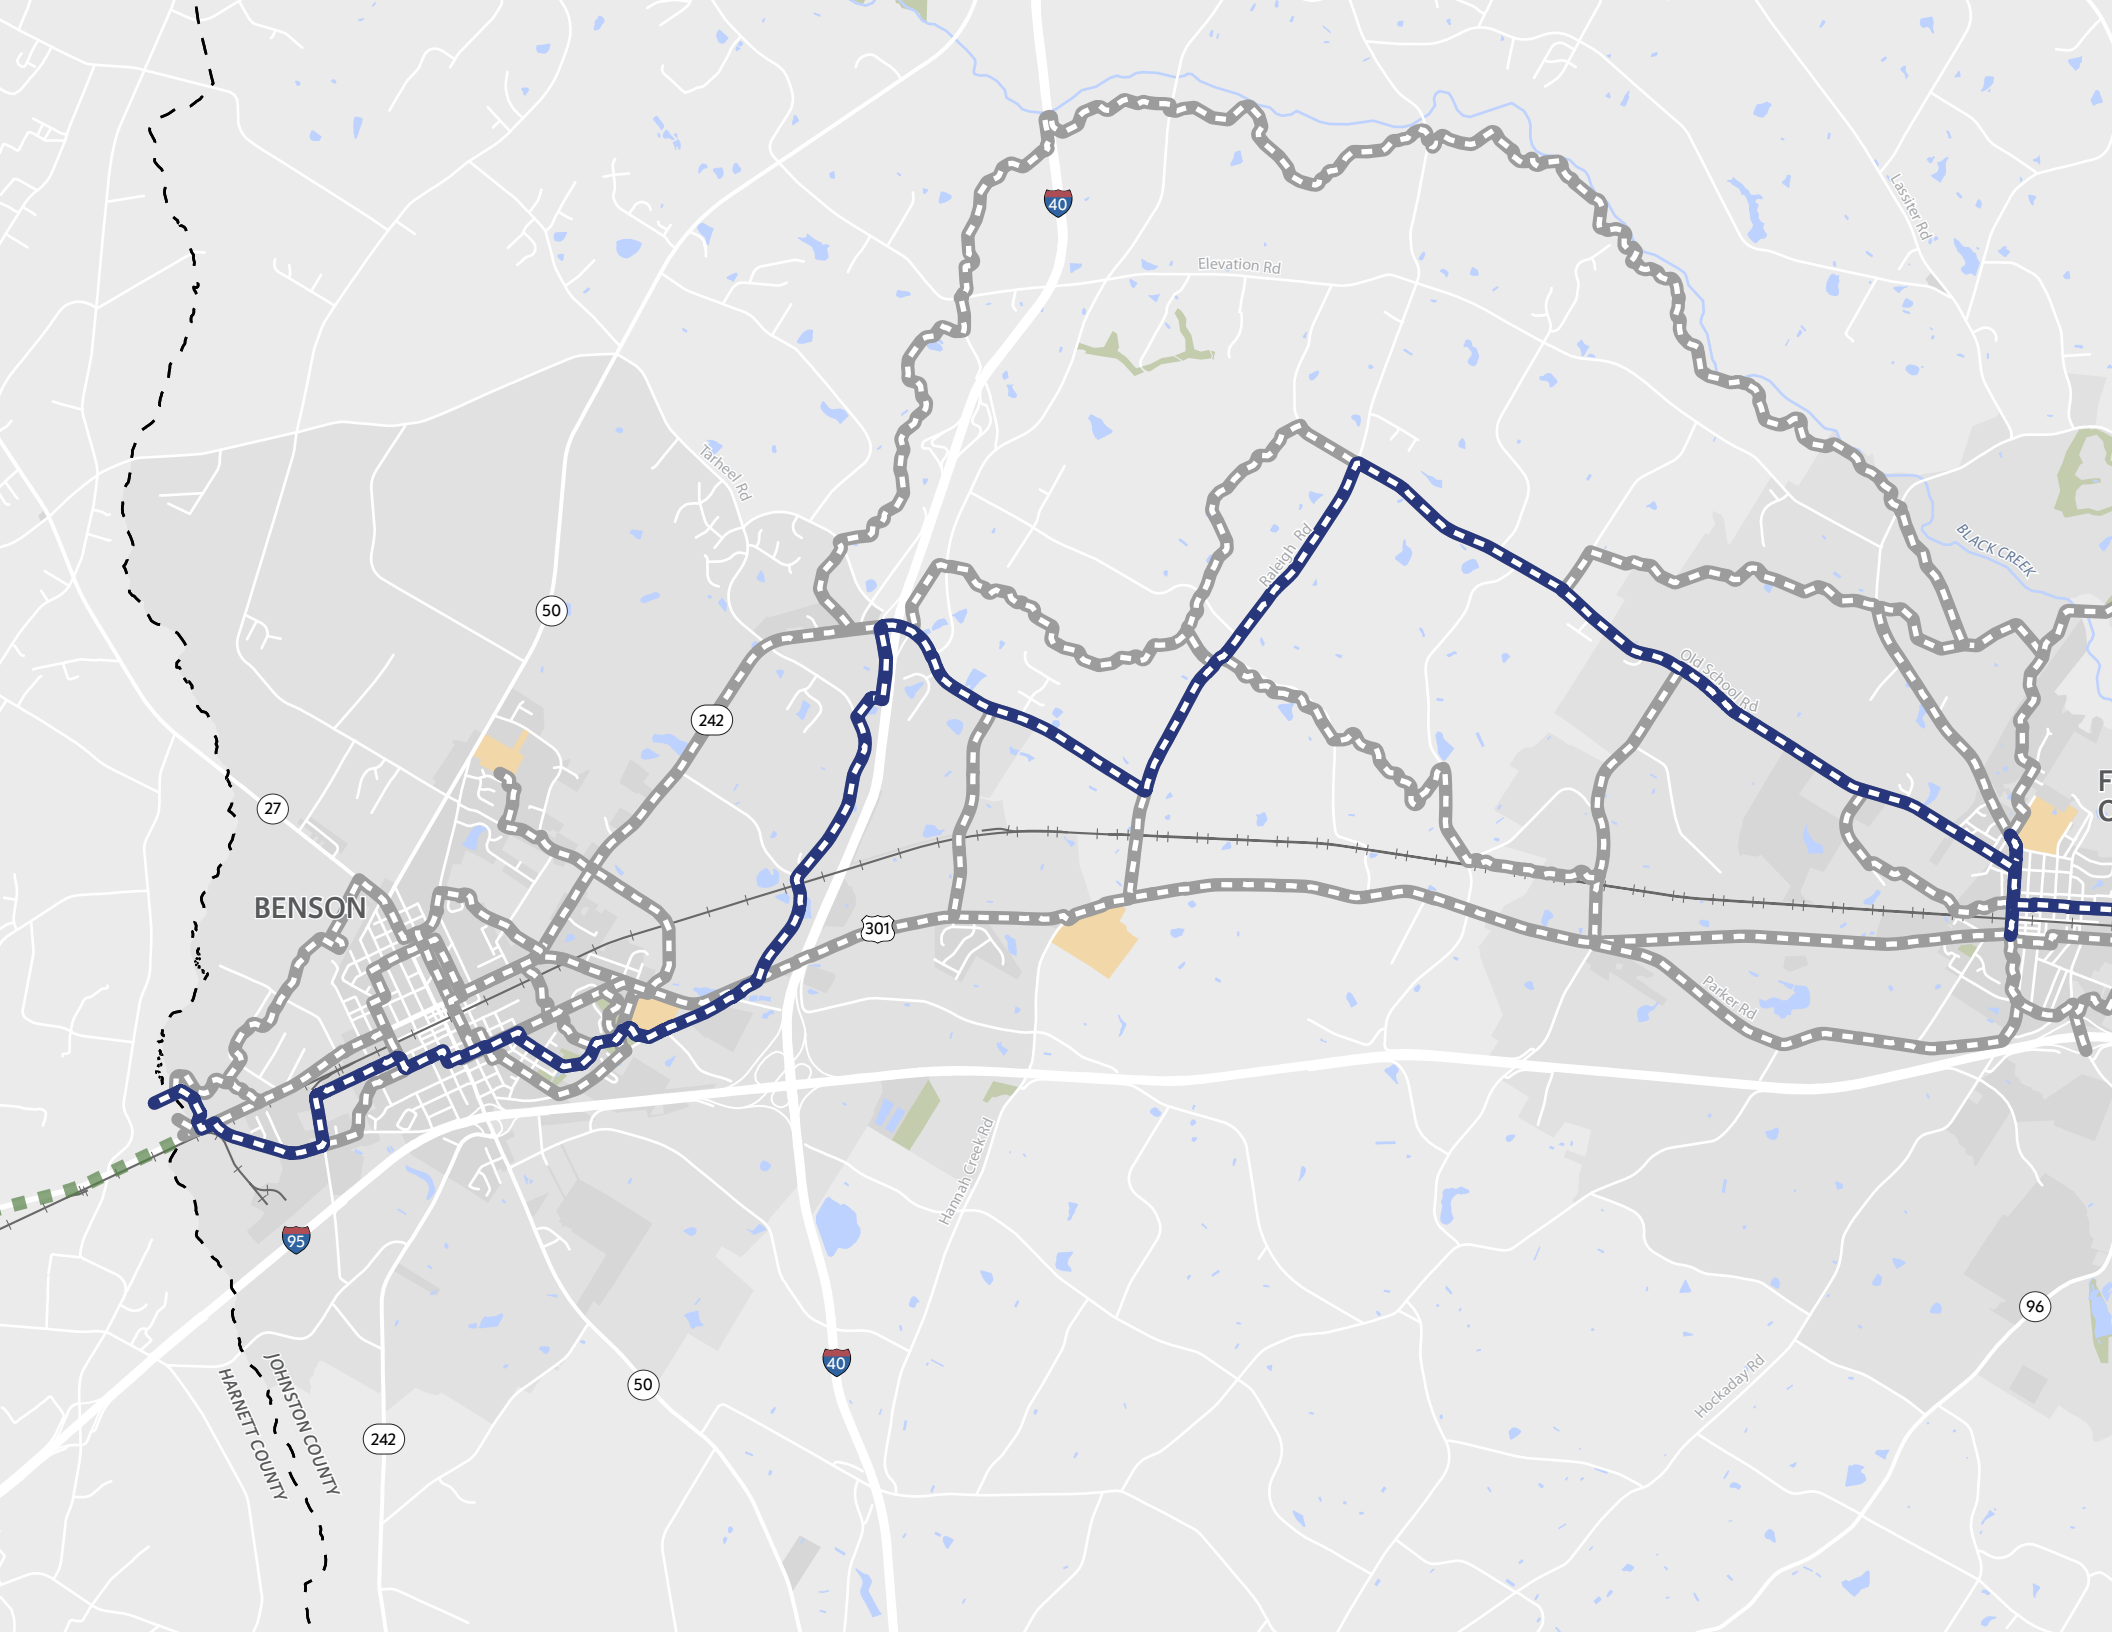 40
Lassiter Rd
Elevation Rd
Tarheel Rd
Raleigh Rd
BLACK CREEK
50
Old School Rd
242
27
BENSON
301
Parker Rd
Hannah Creek Rd
95
96
40
50
Hockaday Rd
JOHNSTON COUNTY
HARNETT COUNTY
242